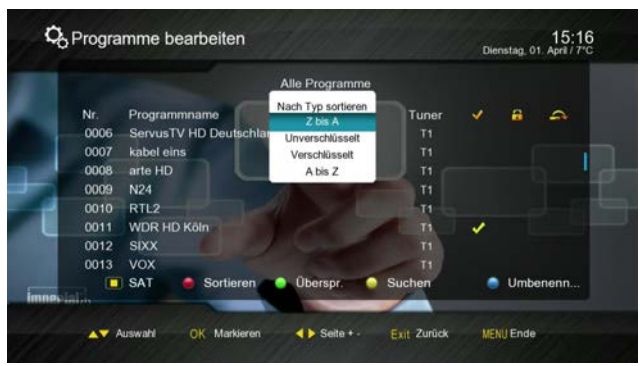 Programme bearbeiten
15:16
Dienstag, 01. April / 7°C
Alle Programme
Nach Typ sortieren
Z bis A
Unverschlüsselt
Verschlüsselt
A bis Z
Nr. Programmname Tuner
0006 ServusTV HD Deutschlan T1
0007 kabel eins T1
0008 arte HD T1
0009 N24 T1
0010 RTL2 T1
0011 WDR HD Köln T1
0012 SIXX T1
0013 VOX T1
SAT Sortieren Überspr. Suchen Umbenenn...
Auswahl OK Markieren Seite + - Exit Zurück MENU Ende